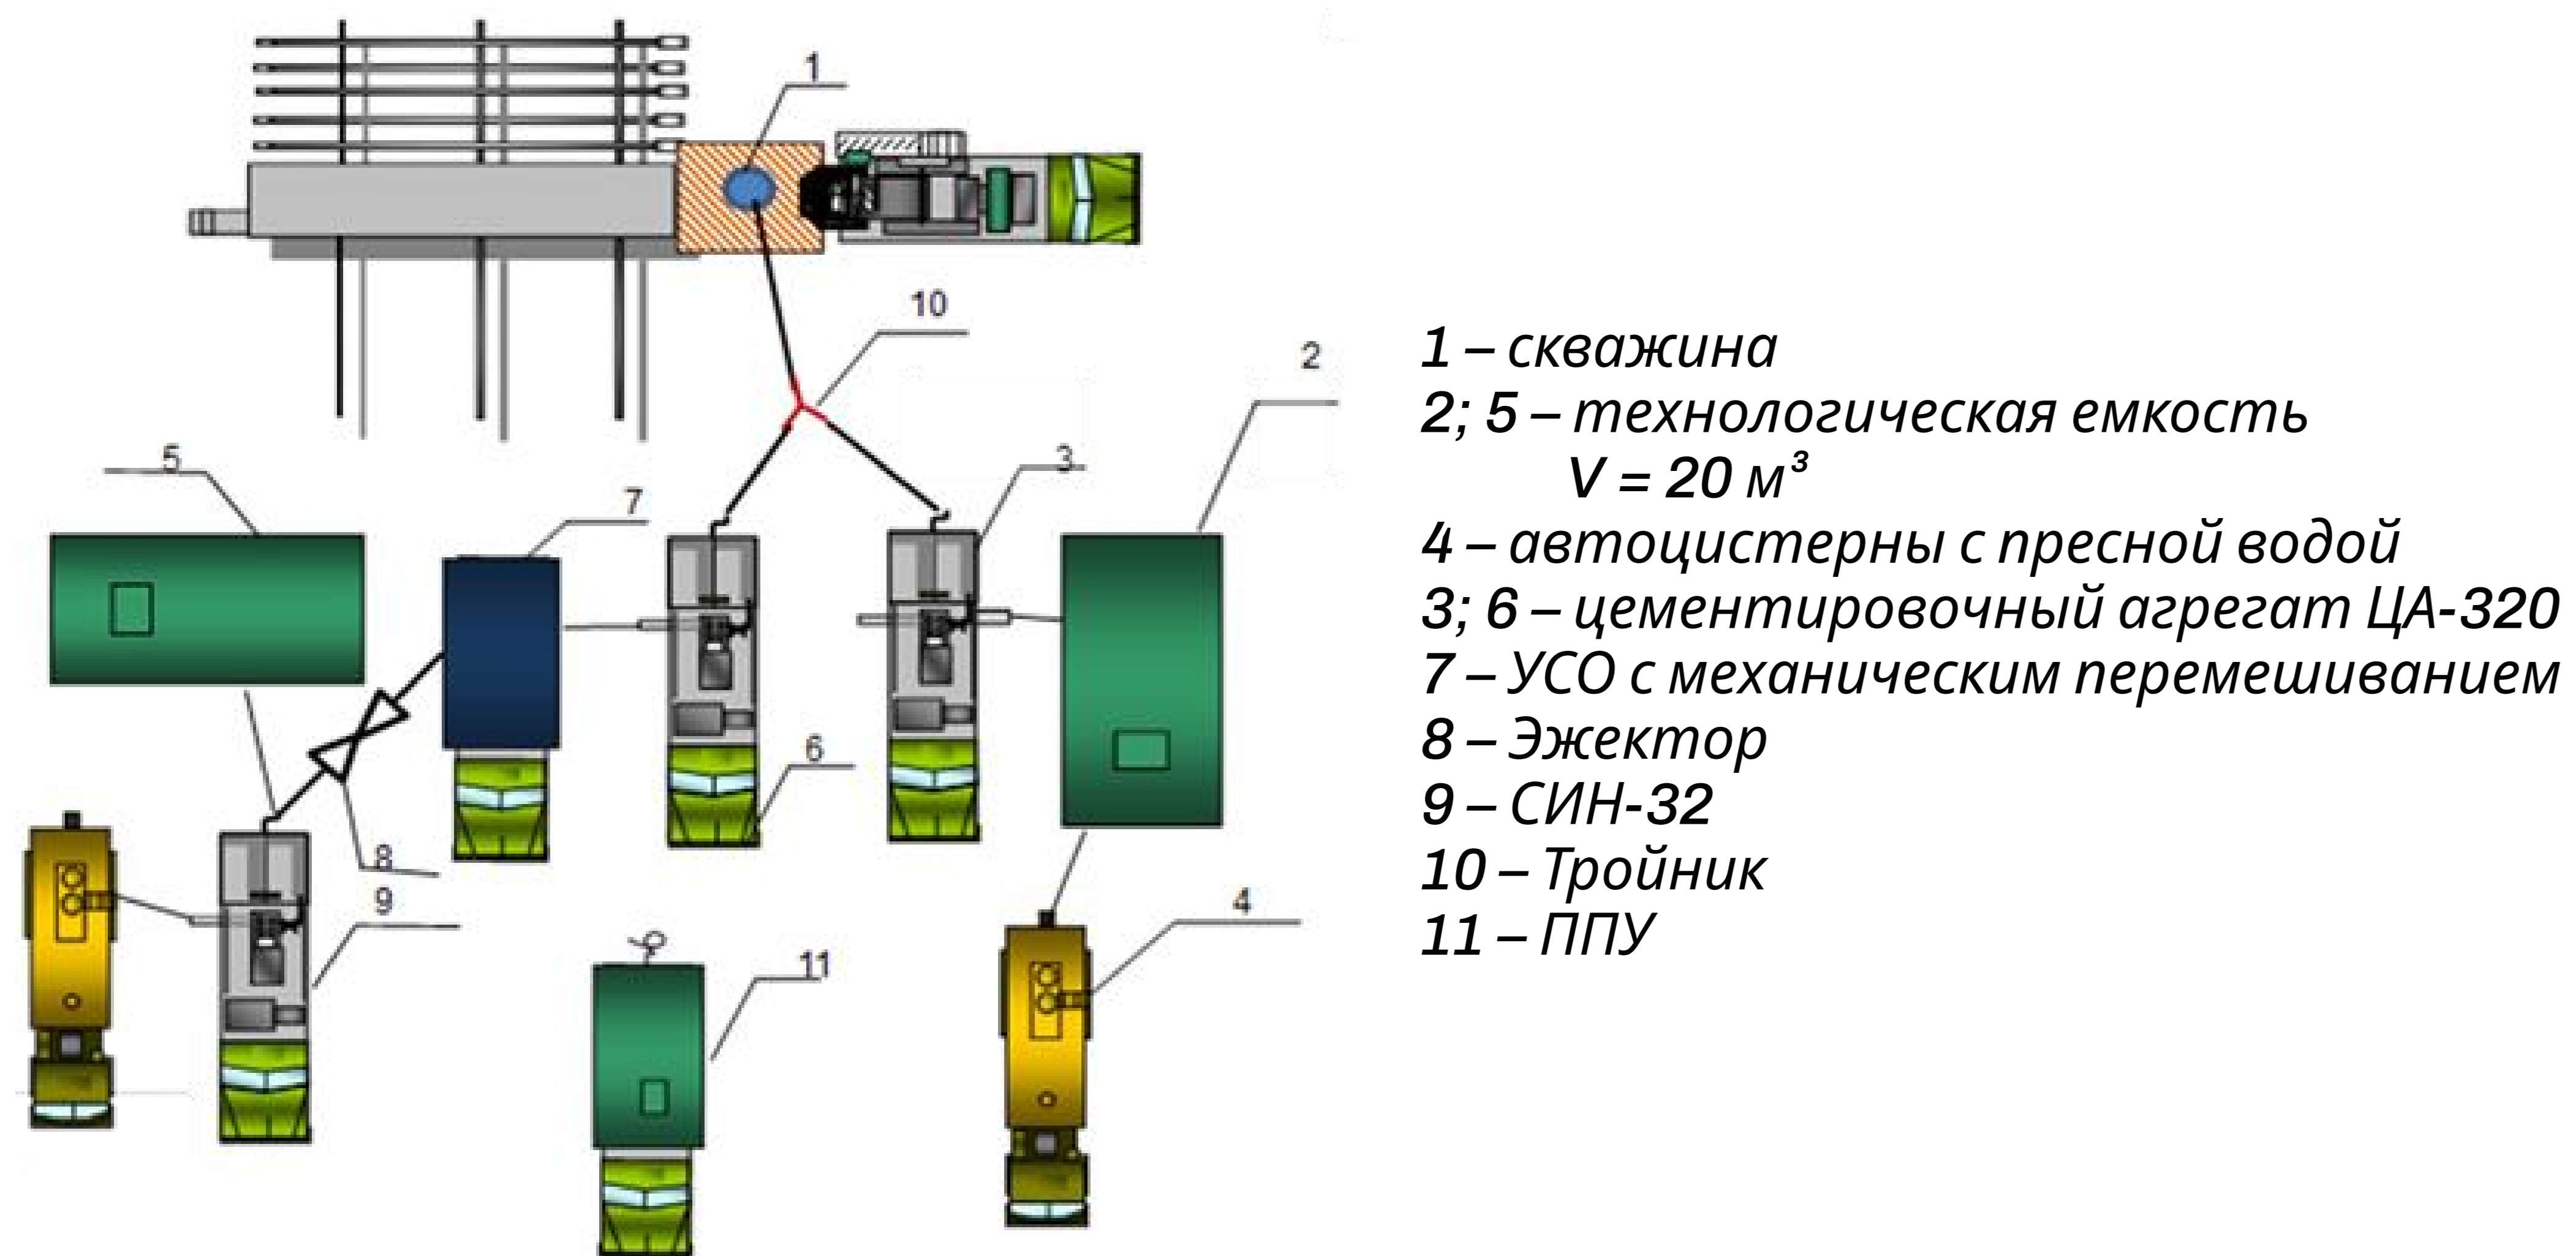 1
10
2
5
3
7
6
8
9
4
11
1 – скважина
2; 5 – технологическая емкость
V = 20 м³
4 – автоцистерны с пресной водой
3; 6 – цементировочный агрегат ЦА-320
7 – УСО с механическим перемешиванием
8 – Эжектор
9 – СИН-32
10 – Тройник
11 – ППУ